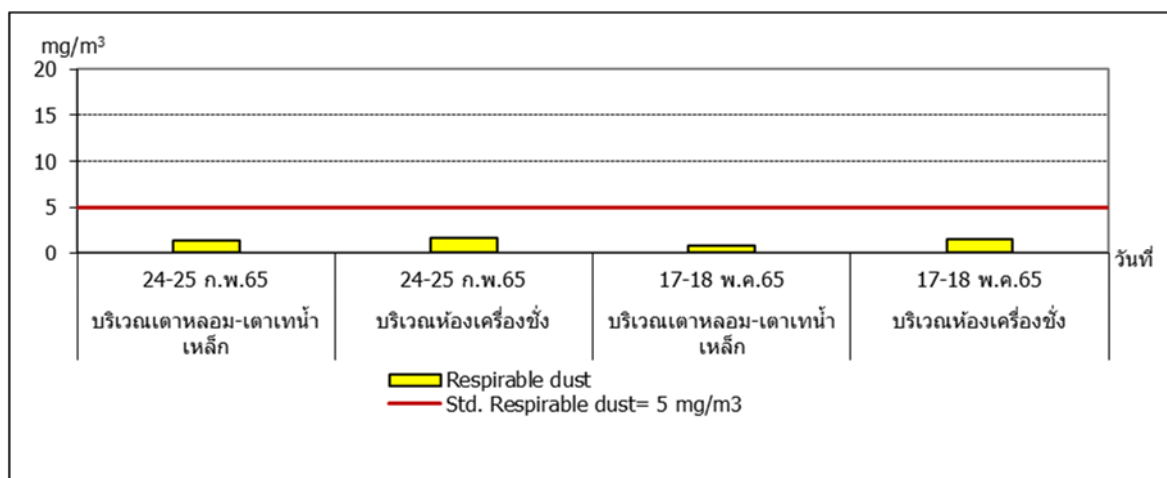 mg/m³
20
15
10
5
0
วันที่
24-25 ก.พ.65 24-25 ก.พ.65 17-18 พ.ค.65 17-18 พ.ค.65
บริเวณเตาหลอม-เตาเทน้ำ บริเวณห้องเครื่องชั่ง บริเวณเตาหลอม-เตาเทน้ำ บริเวณห้องเครื่องชั่ง
เหล็ก เหล็ก
Respirable dust
Std. Respirable dust= 5 mg/m3